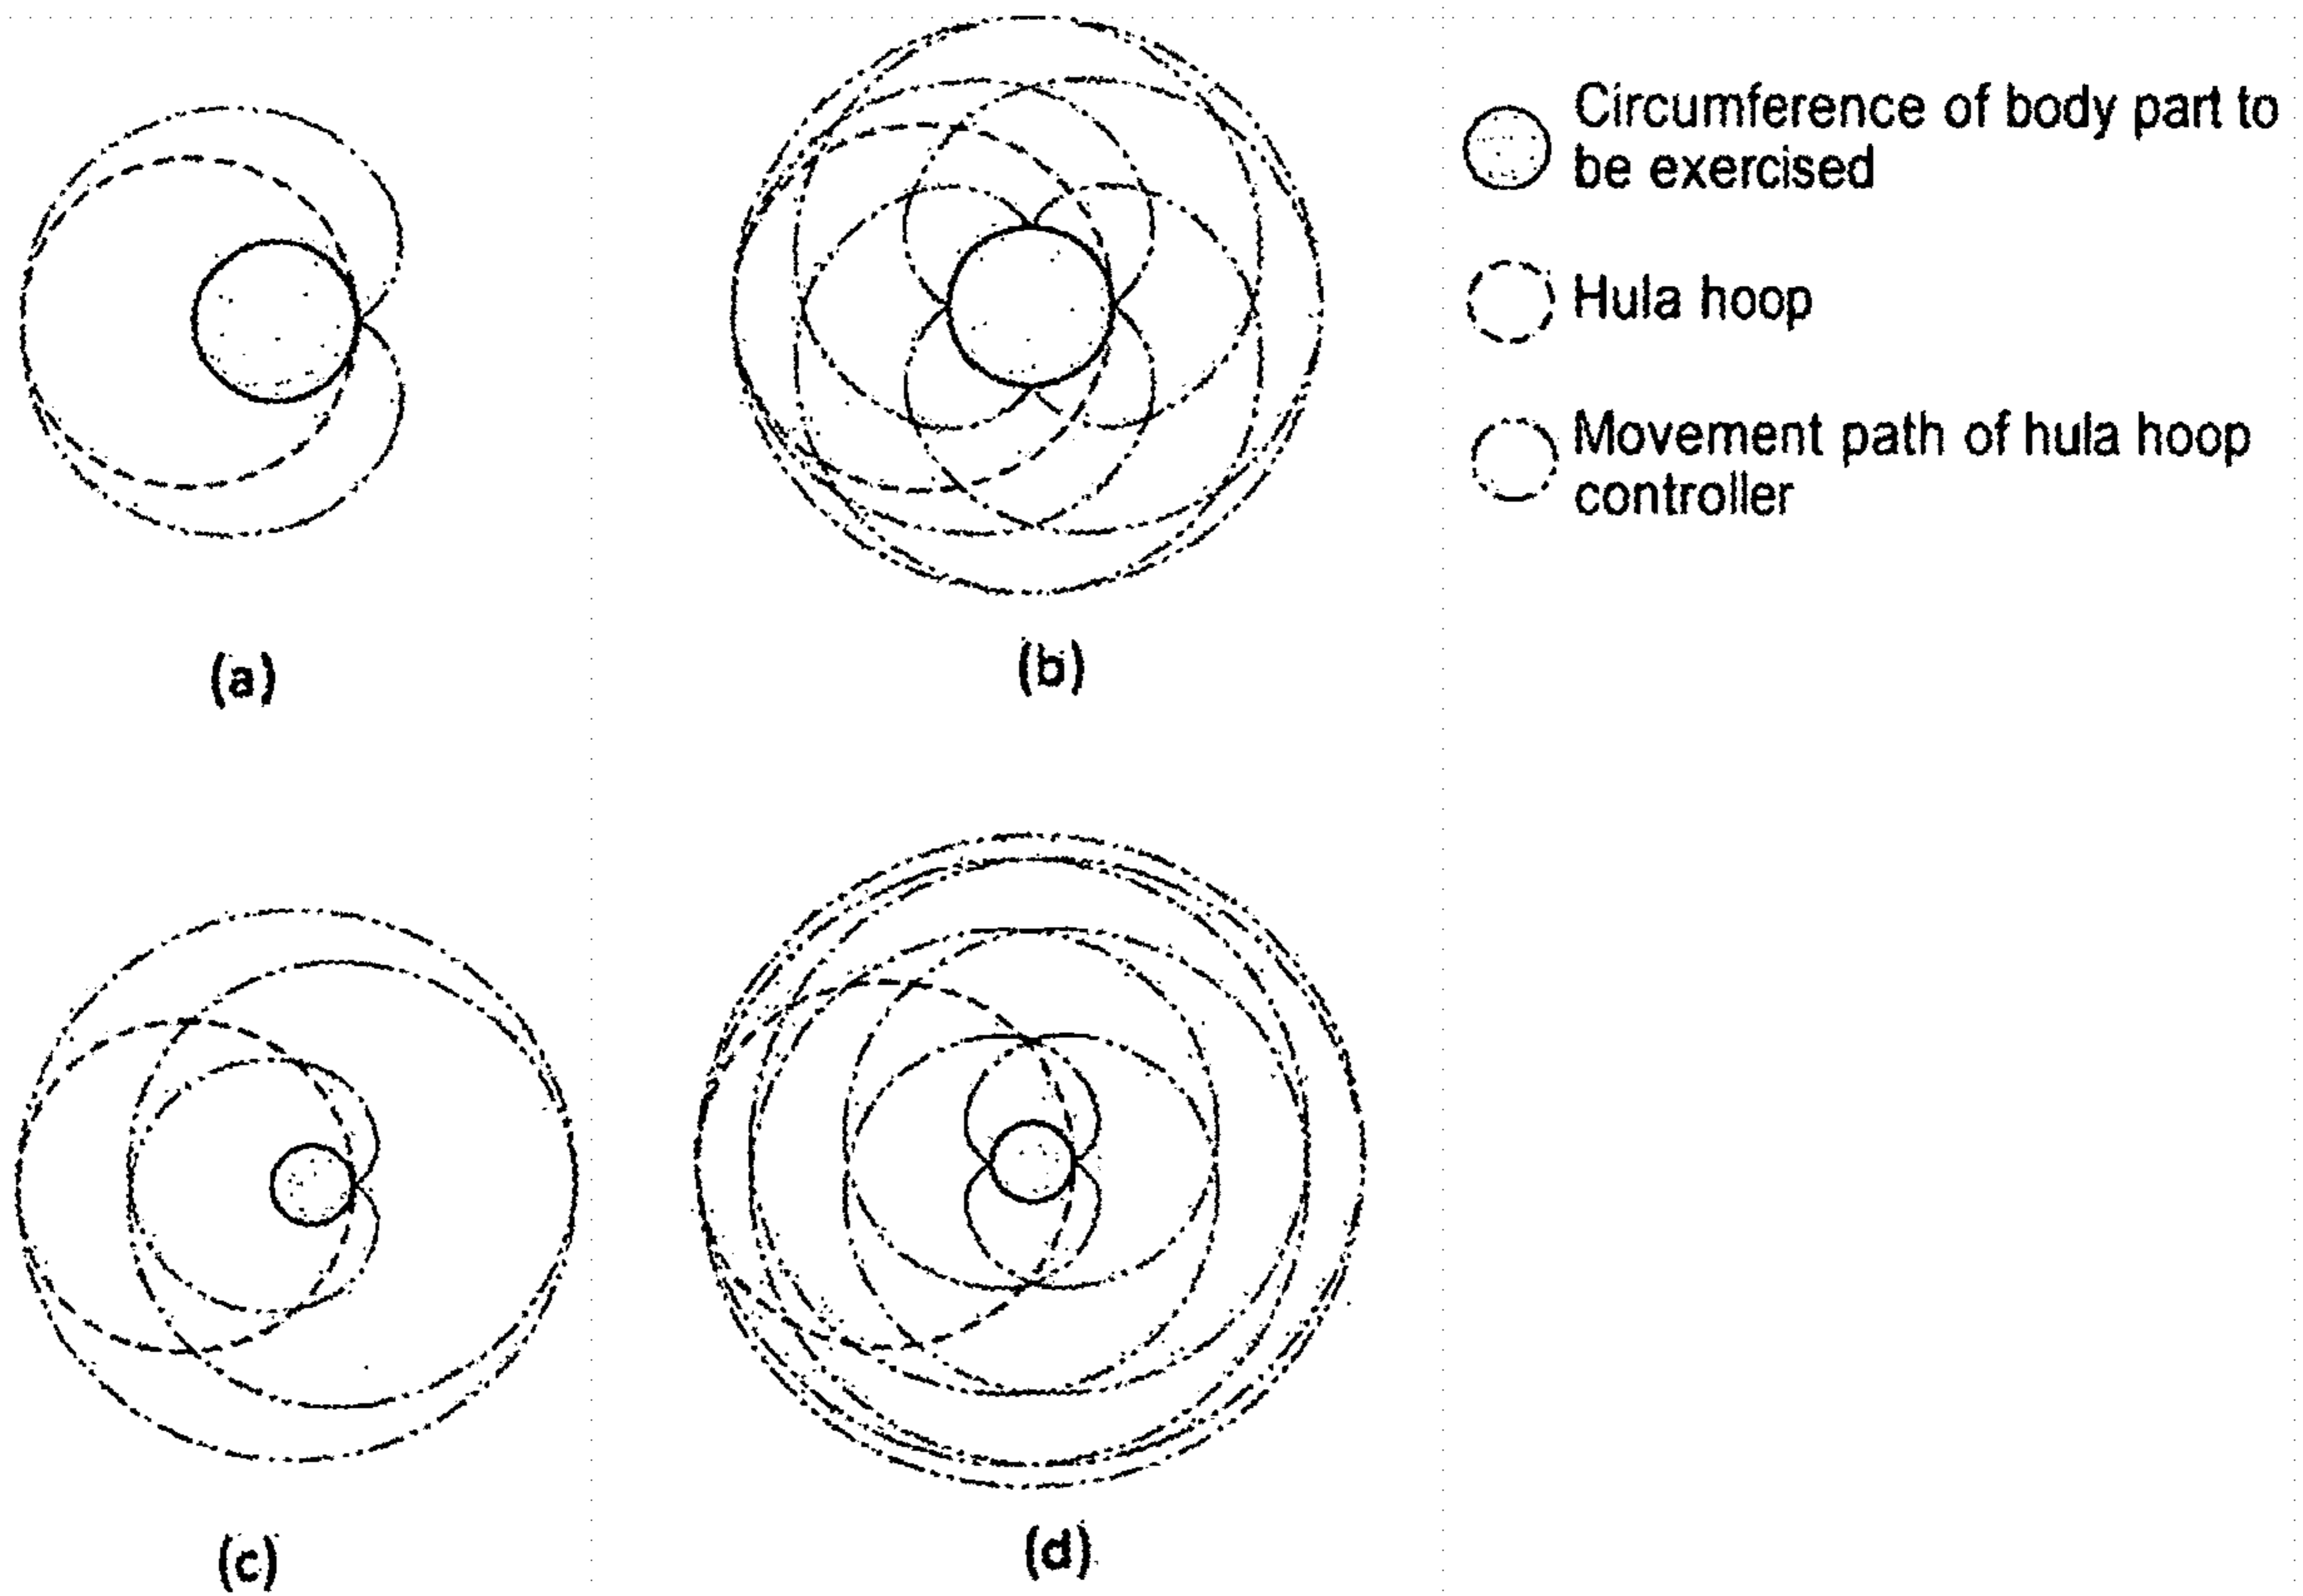 Circumference of body part to
be exercised
Hula hoop
Movement path of hula hoop
controller
(a)
(b)
(c)
(d)